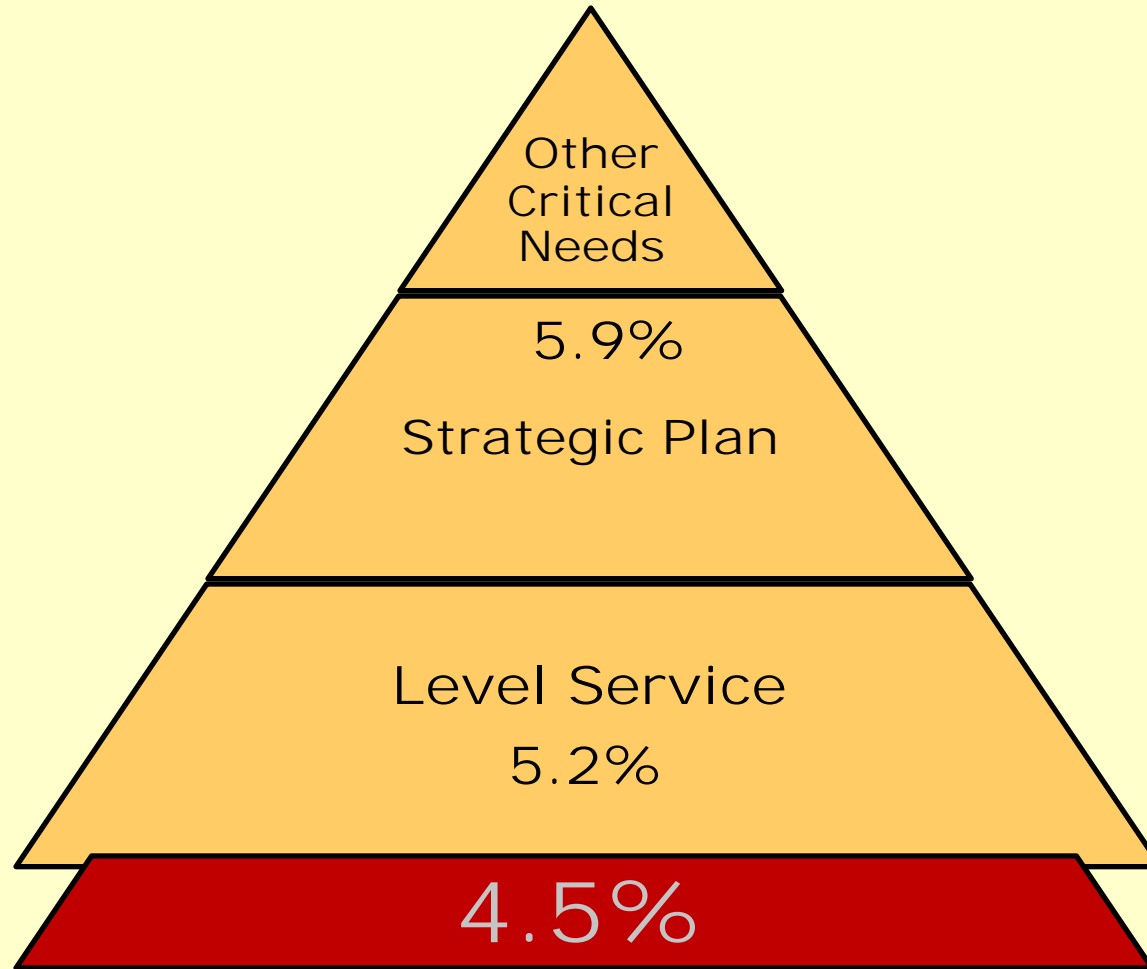 Other
Critical
Needs
5.9%
Strategic Plan
Level Service
5.2%
4.5%